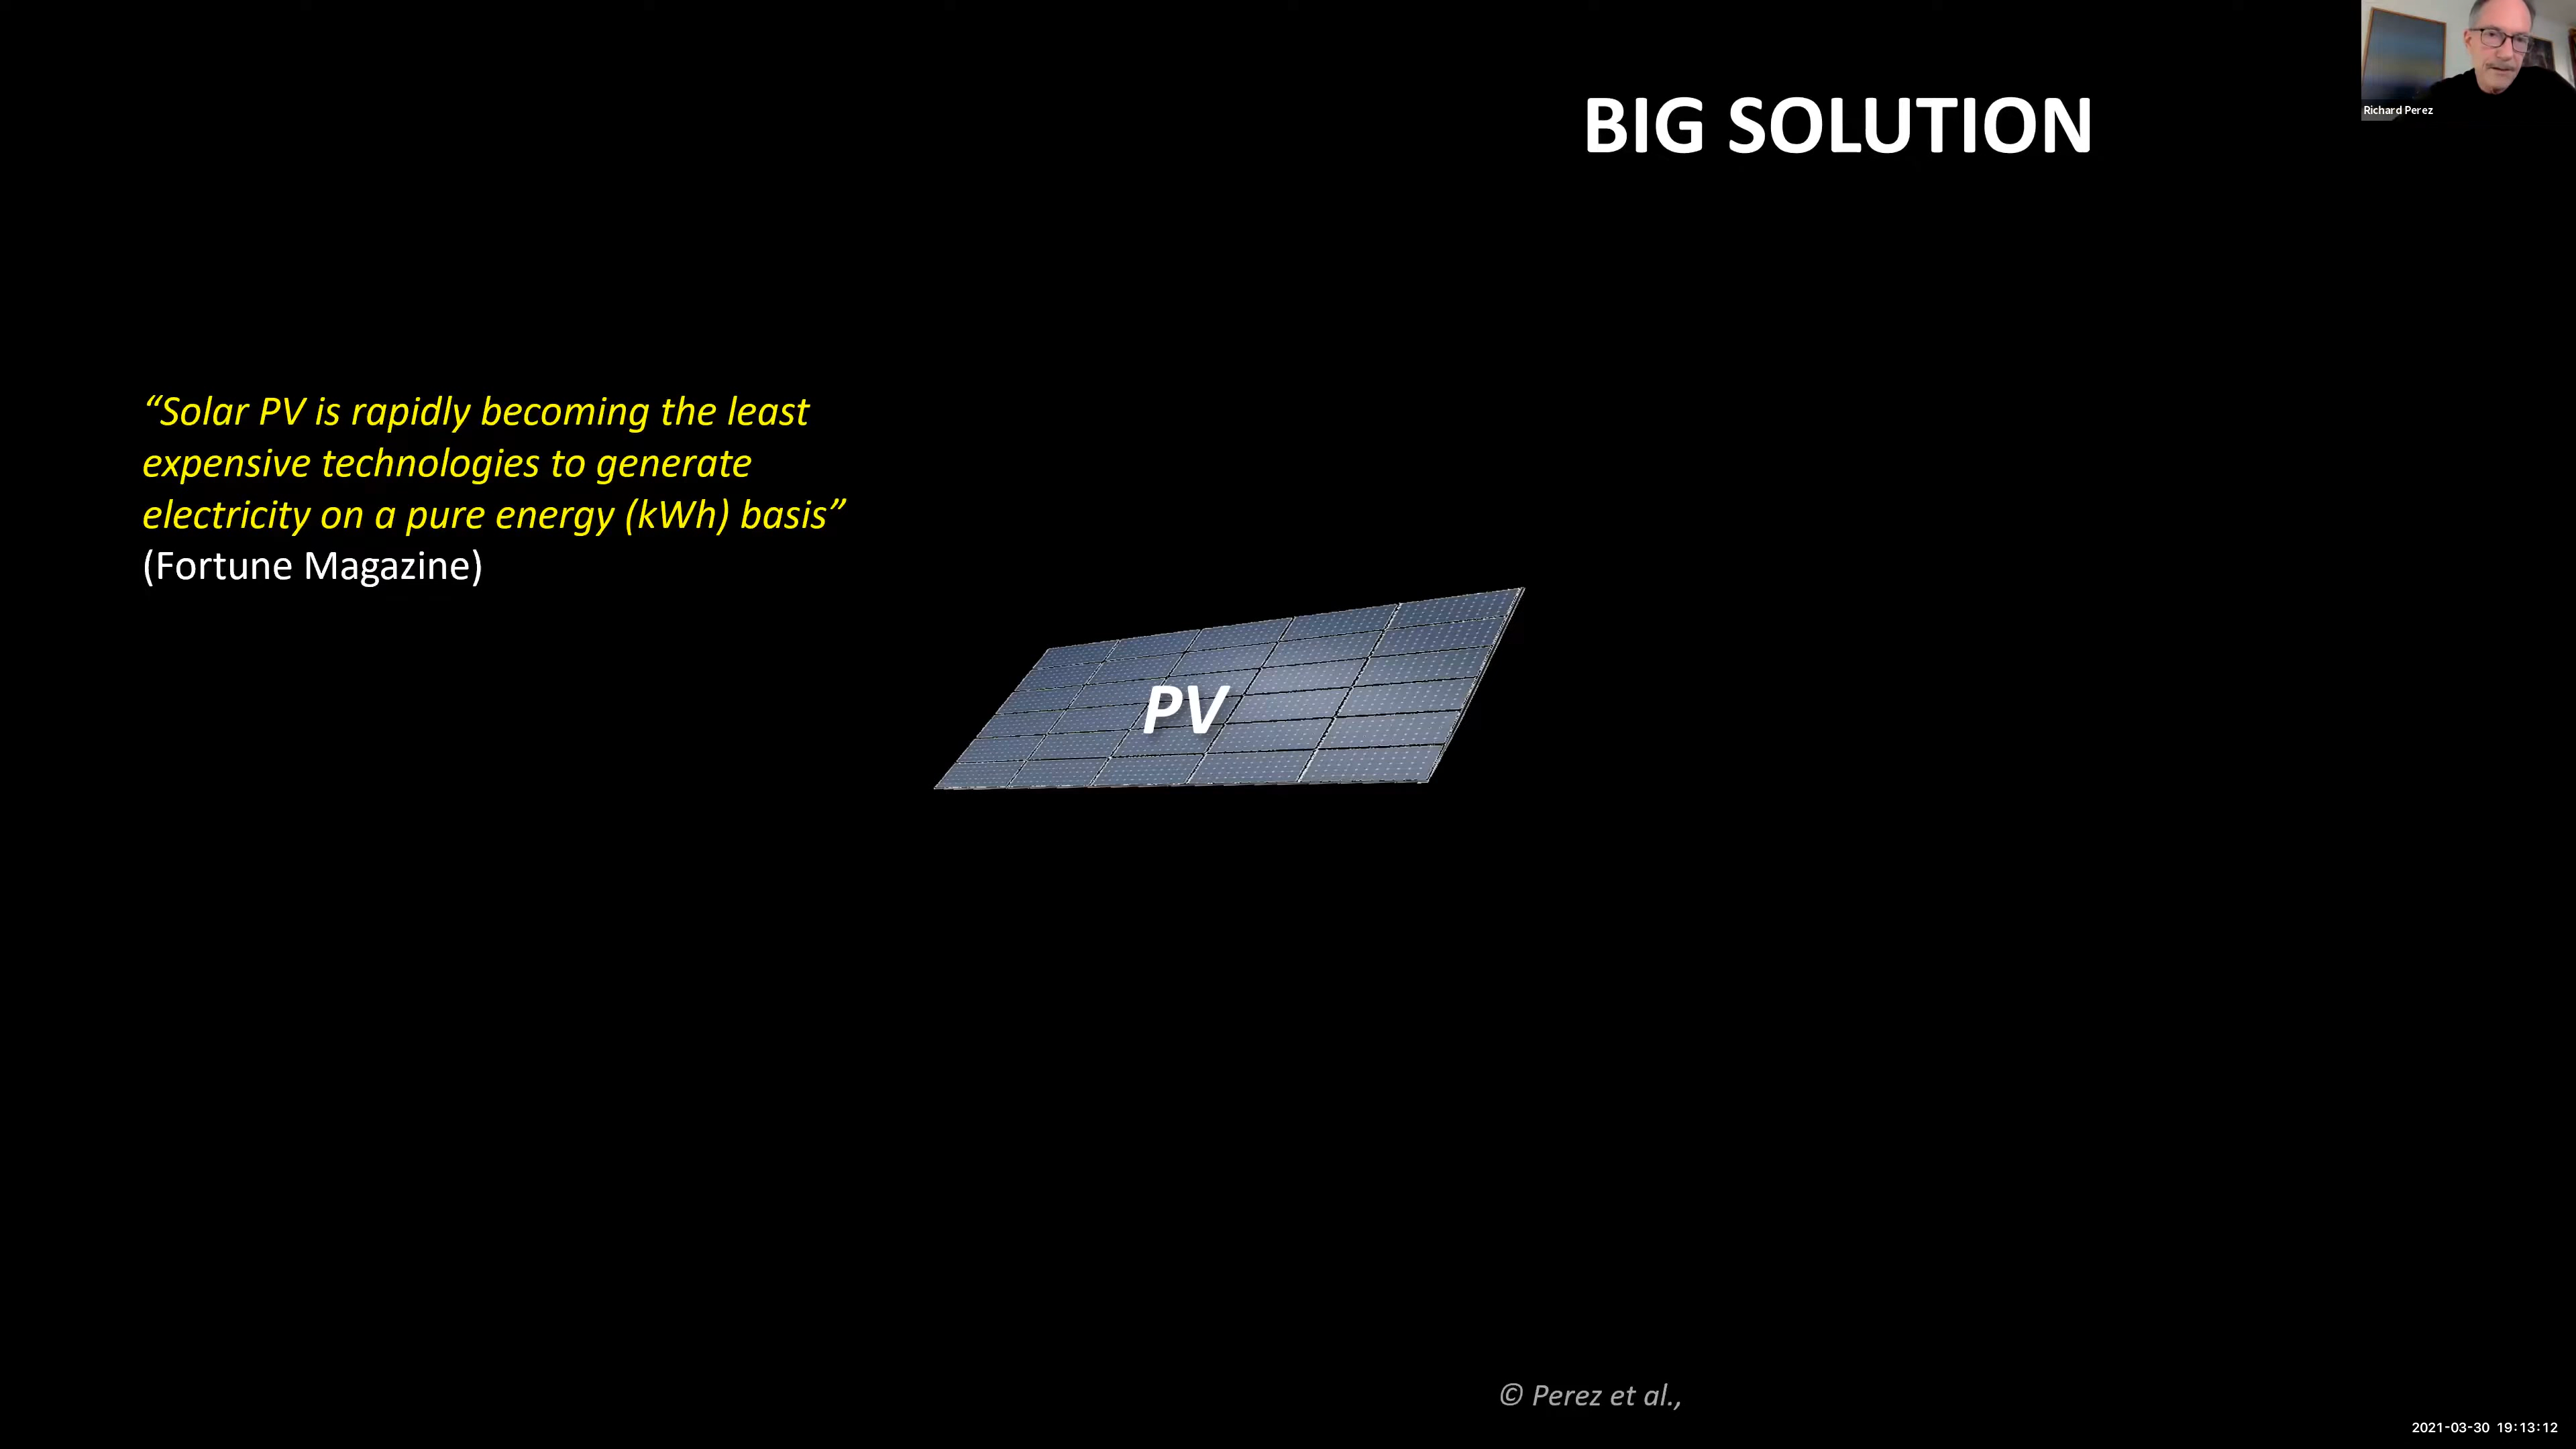 BIG SOLUTION
Richard Perez
“Solar PV is rapidly becoming the least
expensive technologies to generate
electricity on a pure energy (kWh) basis”
(Fortune Magazine)
PV
© Perez et al.,
2021-03-30 19:13:12